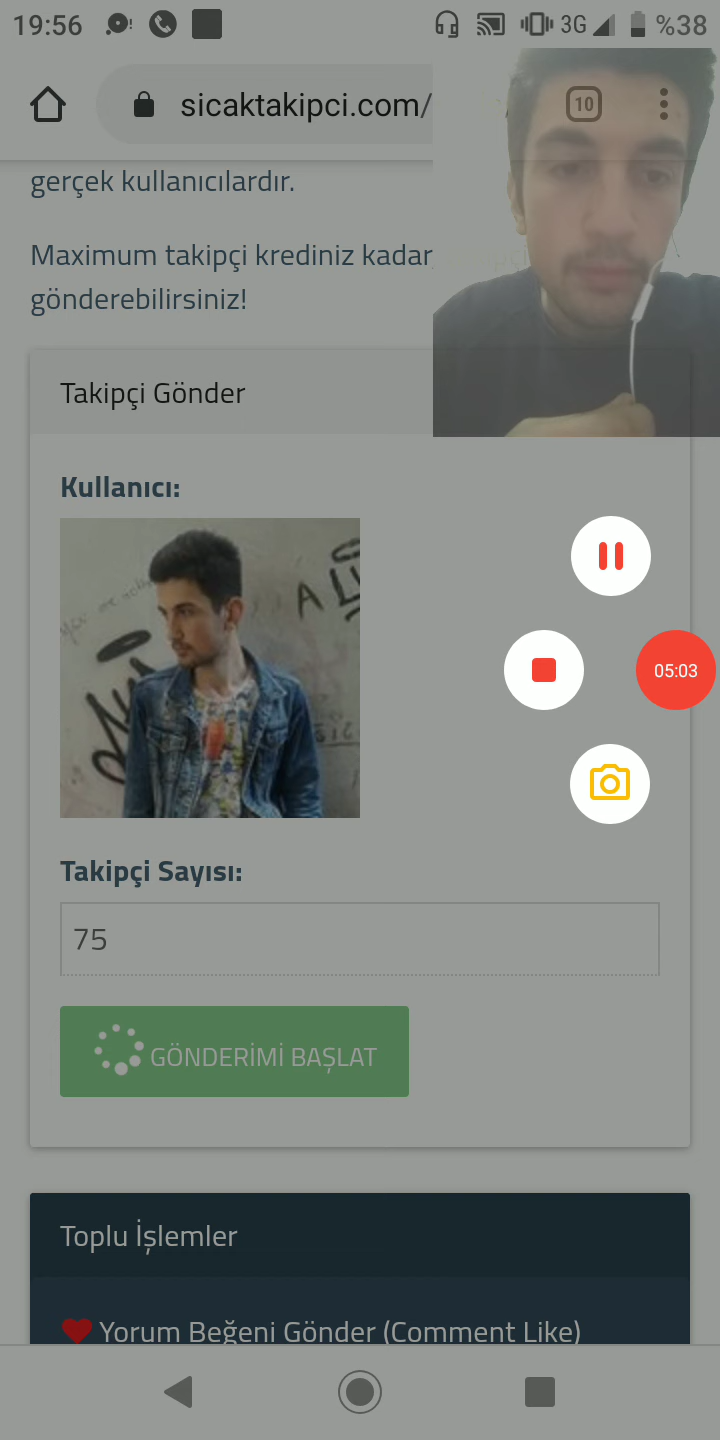 19:56
3G
%38
sicaktakipci.com/
10
gerçek kullanıcılardır.
Maximum takipçi krediniz kadar,
gönderebilirsiniz!
Takipçi Gönder
Kullanıcı:
05:03
Takipçi Sayısı:
75
GÖNDERİMİ BAŞLAT
Toplu İşlemler
Yorum Beğeni Gönder (Comment Like)